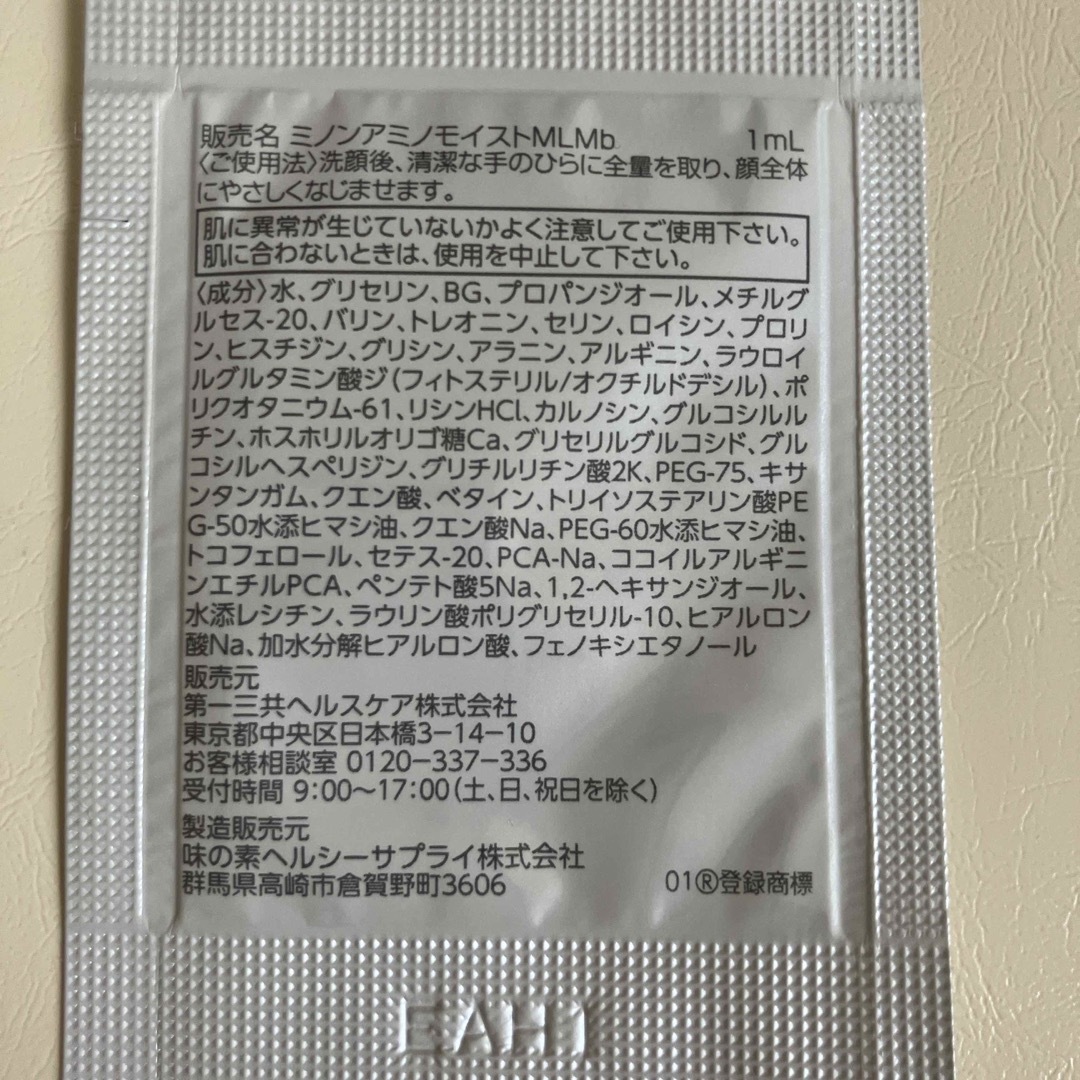 販売名 ミノンアミノモイストMLMb 1mL
〈ご使用法〉洗顔後、清潔な手のひらに全量を取り、顔全体
にやさしくなじませます。
肌に異常が生じていないかよく注意してご使用下さい。
肌に合わないときは、使用を中止して下さい。
〈成分〉水、グリセリン、BG、プロパンジオール、メチルグ
ルセス-20、バリン、トレオニン、セリン、ロイシン、プロリ
ン、ヒスチジン、グリシン、アラニン、アルギニン、ラウロイ
ルグルタミン酸ジ(フィトステリル/オクチルドデシル)、ポ
リクオタニウム-61、リシンHCl、カルノシン、グルコシルル
チン、ホスホリルオリゴ糖Ca、グリセリルグルコシド、グル
コシルヘスペリジン、グリチルリチン酸2K、PEG-75、キサ
ンタンガム、クエン酸、ベタイン、トリイソステアリン酸PE
G-50水添ヒマシ油、クエン酸Na、PEG-60水添ヒマシ油、
トコフェロール、セテス-20、PCA-Na、ココイルアルギニ
ンエチルPCA、ペンテト酸5Na、1,2-ヘキサンジオール、
水添レシチン、ラウリン酸ポリグリセリル-10、ヒアルロン
酸Na、加水分解ヒアルロン酸、フェノキシエタノール
販売元
第一三共ヘルスケア株式会社
東京都中央区日本橋3-14-10
お客様相談室 0120-337-336
受付時間 9:00〜17:00(土、日、祝日を除く)
製造販売元
味の素ヘルシーサプライ株式会社
群馬県高崎市倉賀野町3606 01®登録商標